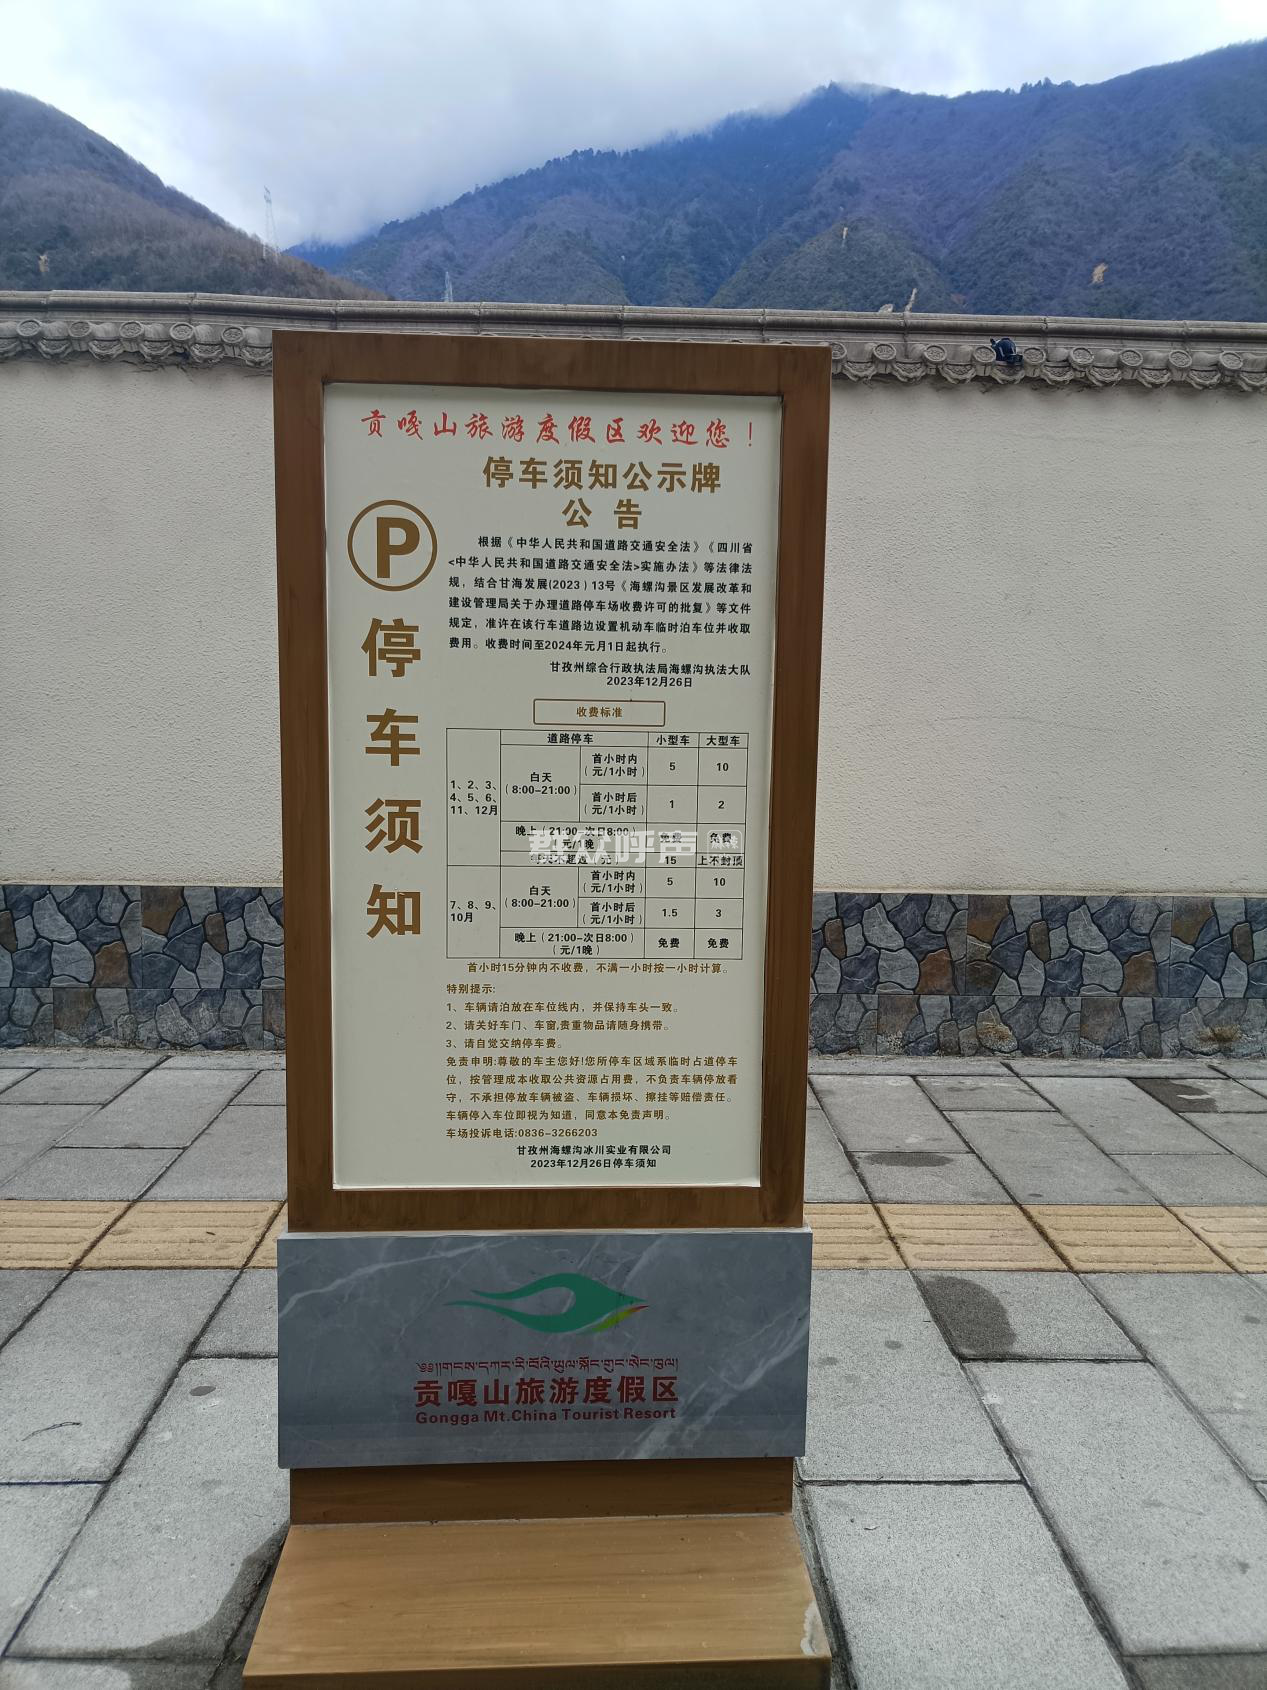 贡嘎山旅游度假区欢迎您！
停车须知公示牌
公 告
P
停车须知
根据《中华人民共和国道路交通安全法》《四川省
<中华人民共和国道路交通安全法>实施办法》等法律法
规，结合甘海发展(2023）13号《海螺沟景区发展改革和
建设管理局关于办理道路停车场收费许可的批复》等文件
规定，准许在该行车道路边设置机动车临时泊车位并收取
费用。收费时间至2024年元月1日起执行。
甘孜州综合行政执法局海螺沟执法大队
2023年12月26日
收费标准
道路停车 小型车 大型车
1、2、3、
4、5、6、
11、12月
白天
（8:00-21:00）
首小时内
（元/1小时） 5 10
首小时后
（元/1小时） 1 2
晚上（21:00-次日8:00）
元/1晚 免费 免费
每天不超过（元） 15 上不封顶
7、8、9、
10月
白天
（8:00-21:00）
首小时内
（元/1小时） 5 10
首小时后
（元/1小时） 1.5 3
晚上（21:00-次日8:00）
（元/1晚） 免费 免费
首小时15分钟内不收费，不满一小时按一小时计算。
特别提示:
1、车辆请泊放在车位线内，并保持车头一致。
2、请关好车门、车窗,贵重物品请随身携带。
3、请自觉交纳停车费。
免责申明:尊敬的车主您好!您所停车区域系临时占道停车
位，按管理成本收取公共资源占用费，不负责车辆停放看
守，不承担停放车辆被盗、车辆损坏、擦挂等赔偿责任。
车辆停入车位即视为知道，同意本免责声明。
车场投诉电话:0836-3266203
甘孜州海螺沟冰川实业有限公司
2023年12月26日停车须知
群众呼声
༄༅།།གངས་དཀར་རི་བོའི་ཡུལ་སྐོར་གུང་སེང་ཁུལ།
贡嘎山旅游度假区
Gongga Mt.China Tourist Resort